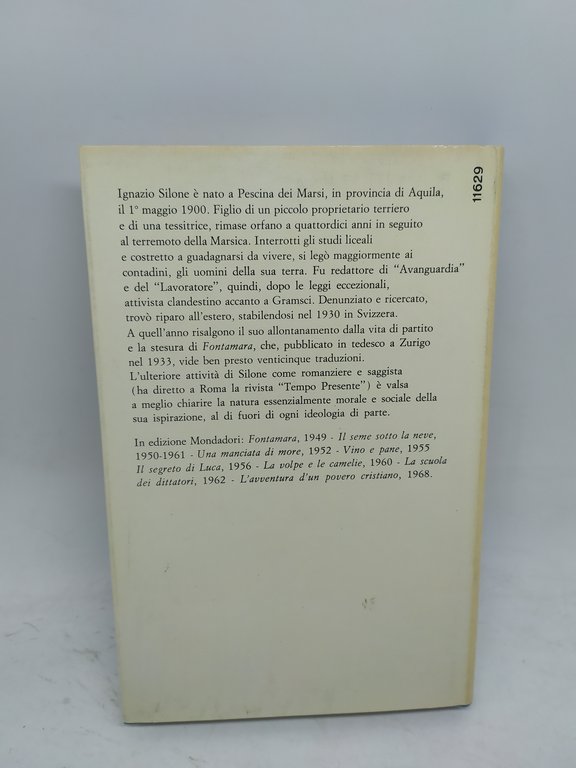 Ignazio Silone è nato a Pescina dei Marsi, in provincia di Aquila,
il 1° maggio 1900. Figlio di un piccolo proprietario terriero
e di una tessitrice, rimase orfano a quattordici anni in seguito
al terremoto della Marsica. Interrotti gli studi liceali
e costretto a guadagnarsi da vivere, si legò maggiormente ai
contadini, gli uomini della sua terra. Fu redattore di “Avanguardia”
e del “Lavoratore”, quindi, dopo le leggi eccezionali,
attivista clandestino accanto a Gramsci. Denunziato e ricercato,
trovò riparo all'estero, stabilendosi nel 1930 in Svizzera.
A quell'anno risalgono il suo allontanamento dalla vita di partito
e la stesura di Fontamara, che, pubblicato in tedesco a Zurigo
nel 1933, vide ben presto venticinque traduzioni.
L'ulteriore attività di Silone come romanziere e saggista
(ha diretto a Roma la rivista “Tempo Presente”) è valsa
a meglio chiarire la natura essenzialmente morale e sociale della
sua ispirazione, al di fuori di ogni ideologia di parte.
In edizione Mondadori: Fontamara, 1949 - Il seme sotto la neve,
1950-1961 - Una manciata di more, 1952 - Vino e pane, 1955
Il segreto di Luca, 1956 - La volpe e le camelie, 1960 - La scuola
dei dittatori, 1962 - L'avventura d'un povero cristiano, 1968.
11629